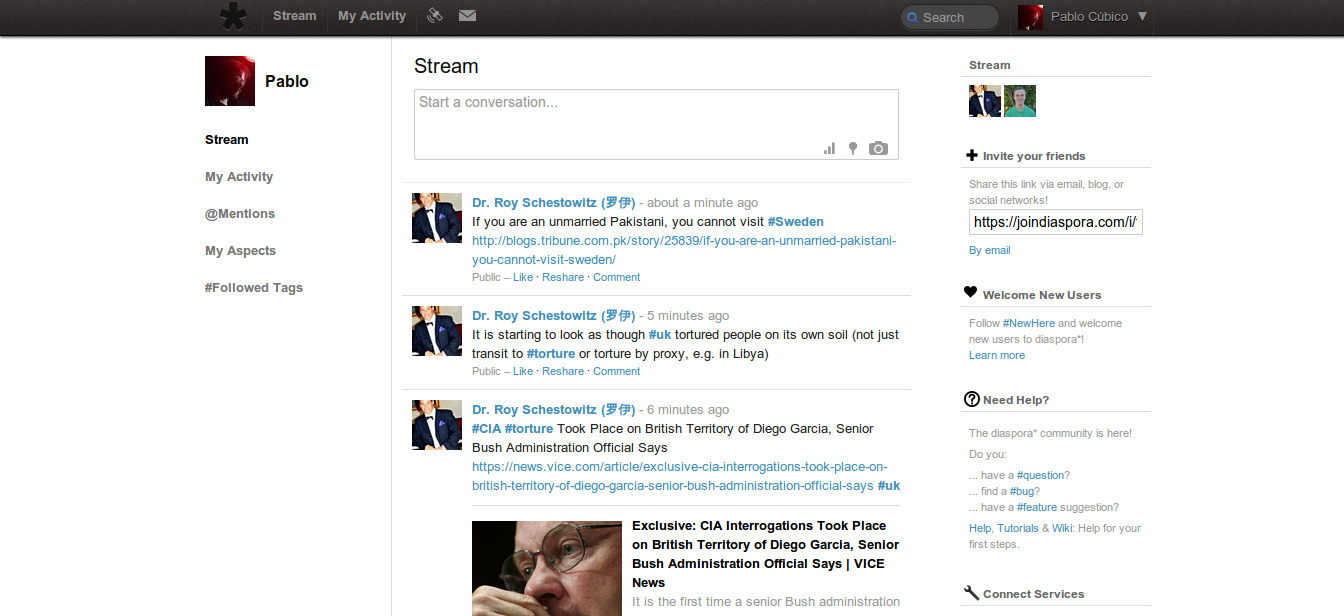 Stream
My Activity
Search
Pablo Cúbico ▼
Pablo
Stream
My Activity
@Mentions
My Aspects
#Followed Tags
Stream
Start a conversation...
Dr. Roy Schestowitz (罗伊) - about a minute ago
If you are an unmarried Pakistani, you cannot visit #Sweden
http://blogs.tribune.com.pk/story/25839/if-you-are-an-unmarried-pakistani-
you-cannot-visit-sweden/
Public – Like · Reshare · Comment
Dr. Roy Schestowitz (罗伊) - 5 minutes ago
It is starting to look as though #uk tortured people on its own soil (not just
transit to #torture or torture by proxy, e.g. in Libya)
Public – Like · Reshare · Comment
Dr. Roy Schestowitz (罗伊) - 6 minutes ago
#CIA #torture Took Place on British Territory of Diego Garcia, Senior
Bush Administration Official Says
https://news.vice.com/article/exclusive-cia-interrogations-took-place-on-
british-territory-of-diego-garcia-senior-bush-administration-official-says #uk
Exclusive: CIA Interrogations Took Place
on British Territory of Diego Garcia, Senior
Bush Administration Official Says | VICE
News
It is the first time a senior Bush administration
Stream
Invite your friends
Share this link via email, blog, or
social networks!
https://joindiaspora.com/i/
By email
Welcome New Users
Follow #NewHere and welcome
new users to diaspora*!
Learn more
Need Help?
The diaspora* community is here!
Do you:
... have a #question?
... find a #bug?
... have a #feature suggestion?
Help, Tutorials & Wiki: Help for your
first steps.
Connect Services